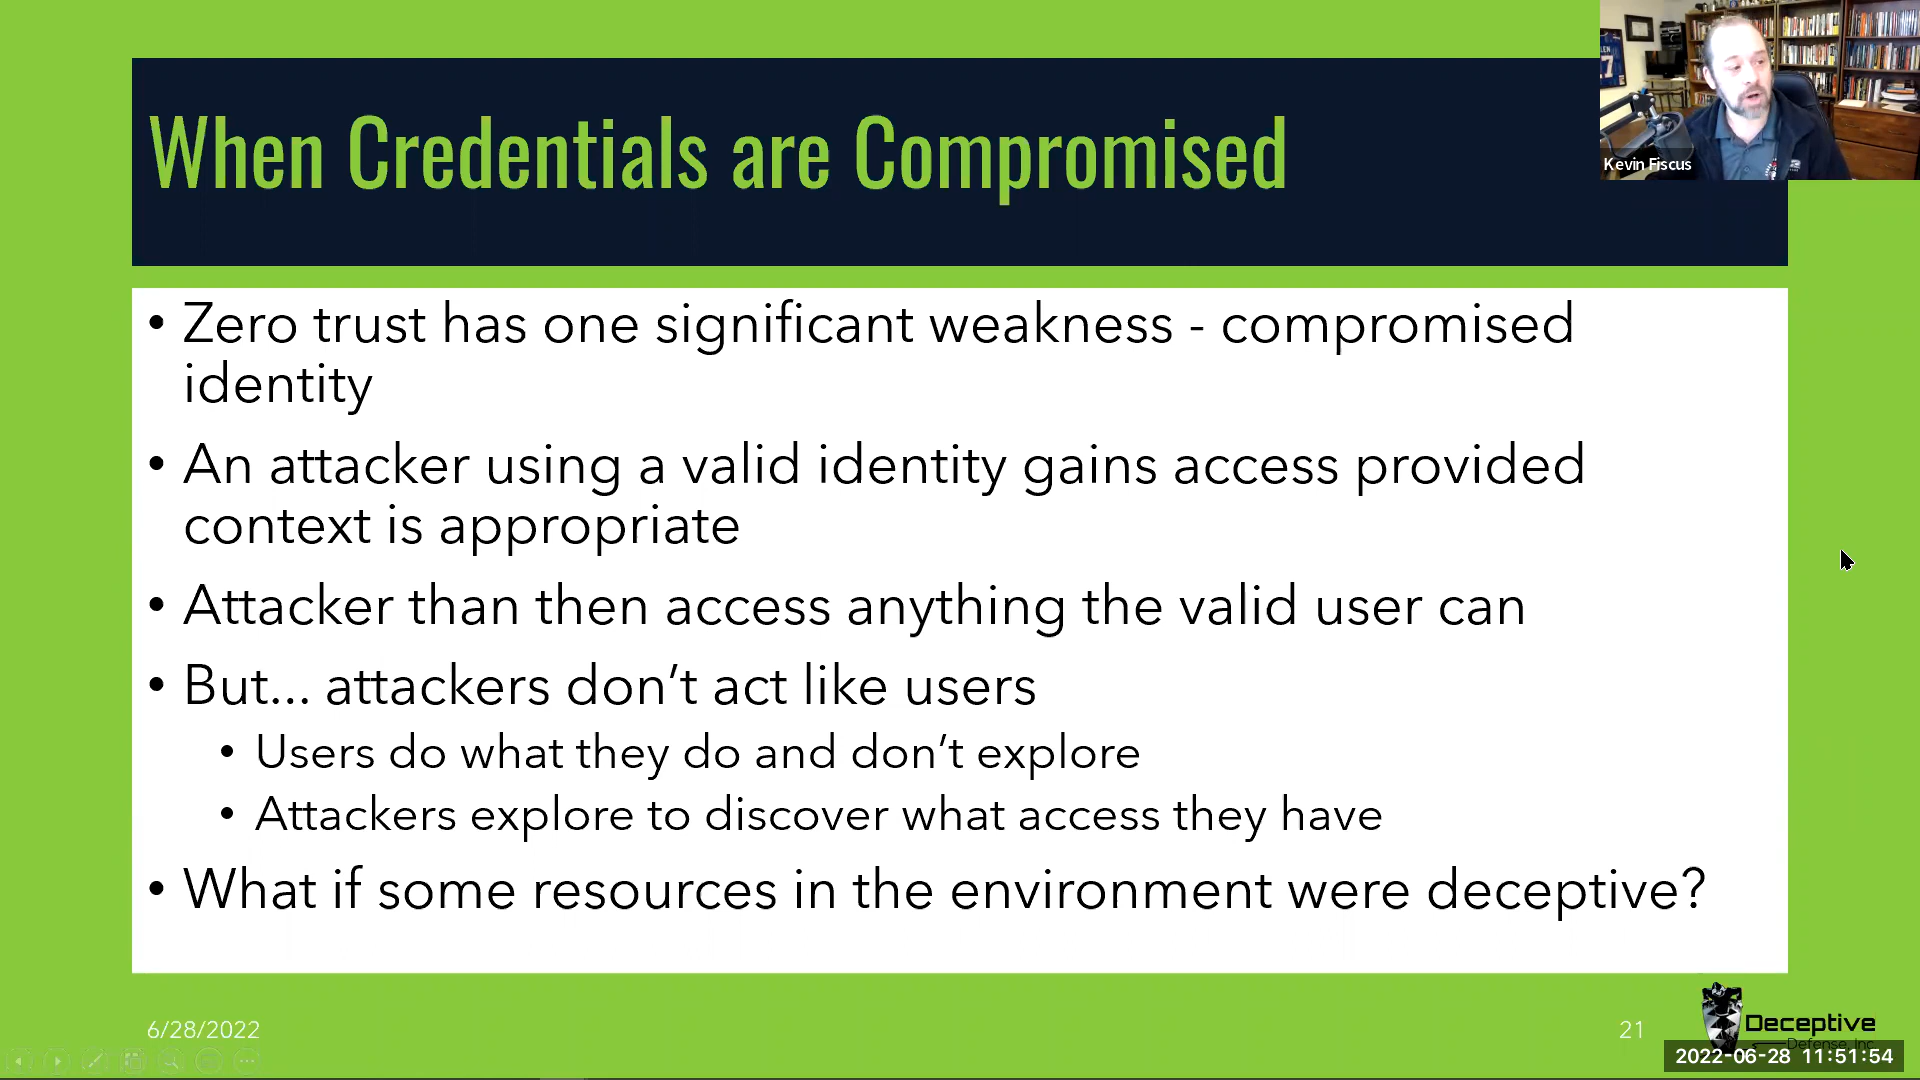 When Credentials are Compromised
Kevin Fiscus
• Zero trust has one significant weakness - compromised
identity
• An attacker using a valid identity gains access provided
context is appropriate
• Attacker than then access anything the valid user can
• But... attackers don’t act like users
• Users do what they do and don’t explore
• Attackers explore to discover what access they have
• What if some resources in the environment were deceptive?
6/28/2022
21
Deceptive
Defense, Inc
2022-06-28 11:51:54